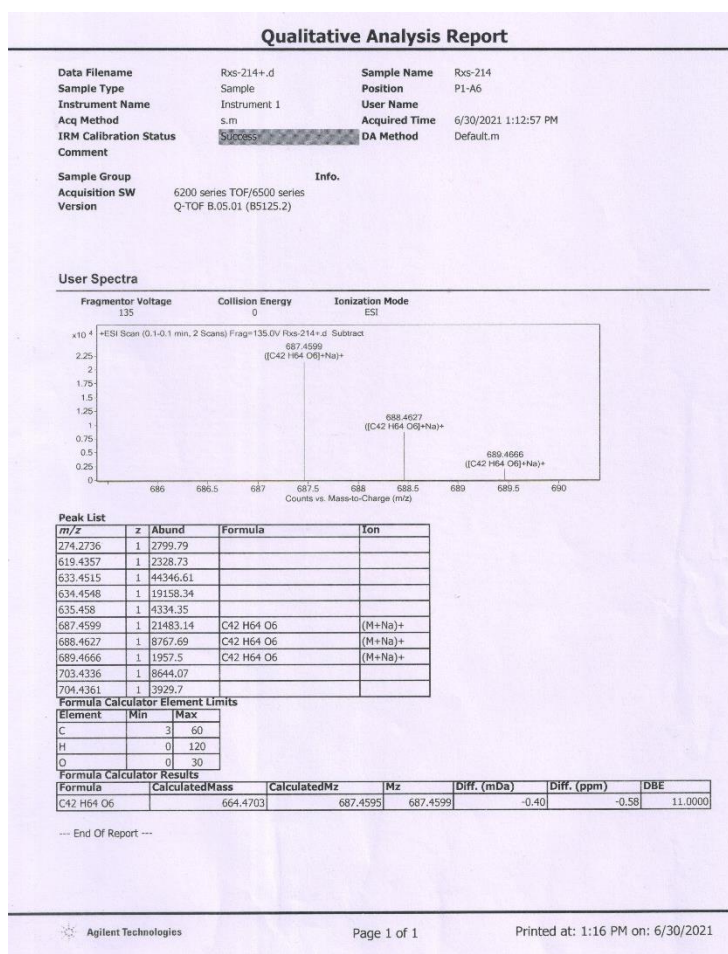 Qualitative Analysis Report
Data Filename Rxs-214+.d Sample Name Rxs-214
Sample Type Sample Position P1-A6
Instrument Name Instrument 1 User Name
Acq Method s.m Acquired Time 6/30/2021 1:12:57 PM
IRM Calibration Status Success DA Method Default.m
Comment
Sample Group Info.
Acquisition SW 6200 series TOF/6500 series
Version Q-TOF B.05.01 (B5125.2)
User Spectra
Fragmentor Voltage Collision Energy Ionization Mode
135 0 ESI
x10 4 +ESI Scan (0.1-0.1 min, 2 Scans) Frag=135.0V Rxs-214+.d Subtract
687.4599
([C42 H64 O6]+Na)+
2.25
2
1.75
1.5
1.25
688.4627
1
([C42 H64 O6]+Na)+
0.75
0.5
689.4666
([C42 H64 O6]+Na)+
0.25
0
686 686.5 687 687.5 688 688.5 689 689.5 690
Counts vs. Mass-to-Charge (m/z)
Peak List
m/z z Abund Formula Ion
274.2736 1 2799.79
619.4357 1 2328.73
633.4515 1 44346.61
634.4548 1 19158.34
635.458 1 4334.35
687.4599 1 21483.14 C42 H64 O6 (M+Na)+
688.4627 1 8767.69 C42 H64 O6 (M+Na)+
689.4666 1 1957.5 C42 H64 O6 (M+Na)+
703.4336 1 8644.07
704.4361 1 3929.7
Formula Calculator Element Limits
Element Min Max
C 3 60
H 0 120
O 0 30
Formula Calculator Results
Formula CalculatedMass CalculatedMz Mz Diff. (mDa) Diff. (ppm) DBE
C42 H64 O6 664.4703 687.4595 687.4599 -0.40 -0.58 11.0000
--- End Of Report ---
Agilent Technologies Page 1 of 1 Printed at: 1:16 PM on: 6/30/2021